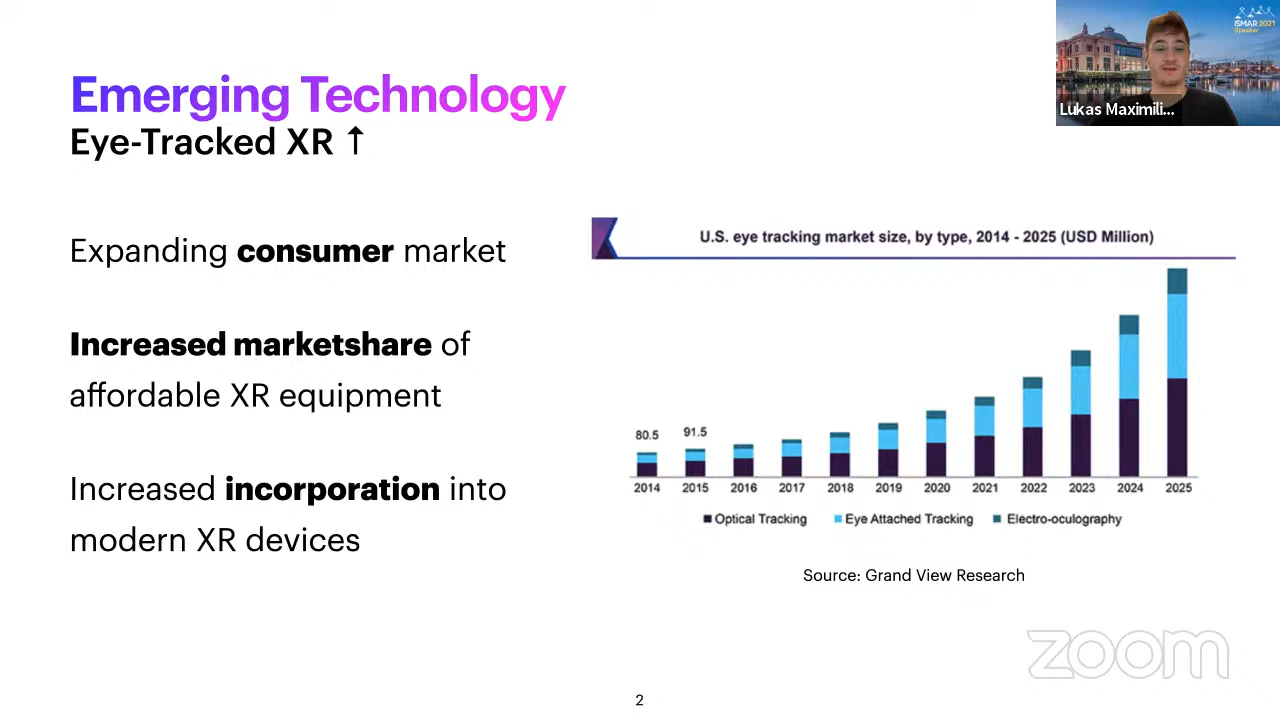 ISMAR 2021
Speaker
Lukas Maximili...
Emerging Technology
Eye-Tracked XR ↑
Expanding consumer market
Increased marketshare of
affordable XR equipment
Increased incorporation into
modern XR devices
U.S. eye tracking market size, by type, 2014 - 2025 (USD Million)
80.5
91.5
2014 2015 2016 2017 2018 2019 2020 2021 2022 2023 2024 2025
Optical Tracking Eye Attached Tracking Electro-oculography
Source: Grand View Research
zoom
2